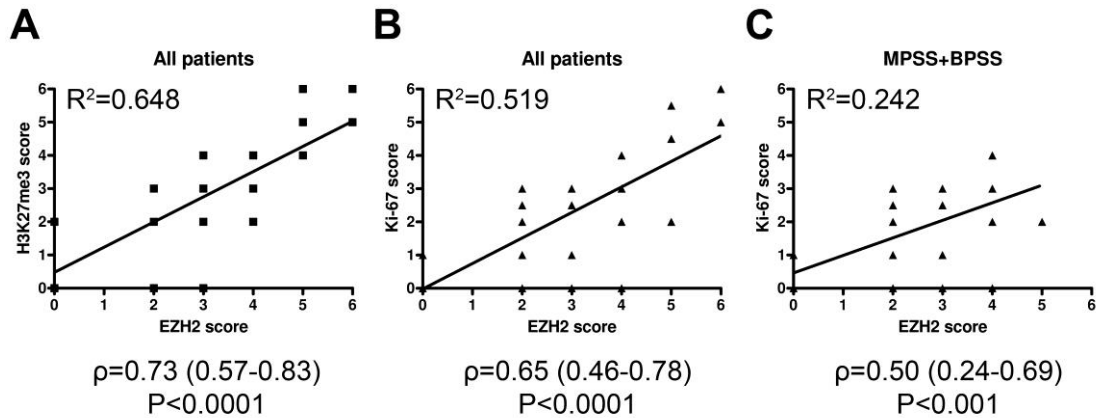 A
All patients
R²=0.648
H3K27me3 score
6
5
4
3
2
1
0
0 1 2 3 4 5 6
EZH2 score
ρ=0.73 (0.57-0.83)
P<0.0001
B
All patients
R²=0.519
Ki-67 score
6
5
4
3
2
1
0
0 1 2 3 4 5 6
EZH2 score
ρ=0.65 (0.46-0.78)
P<0.0001
C
MPSS+BPSS
R²=0.242
Ki-67 score
6
5
4
3
2
1
0
0 1 2 3 4 5 6
EZH2 score
ρ=0.50 (0.24-0.69)
P<0.001